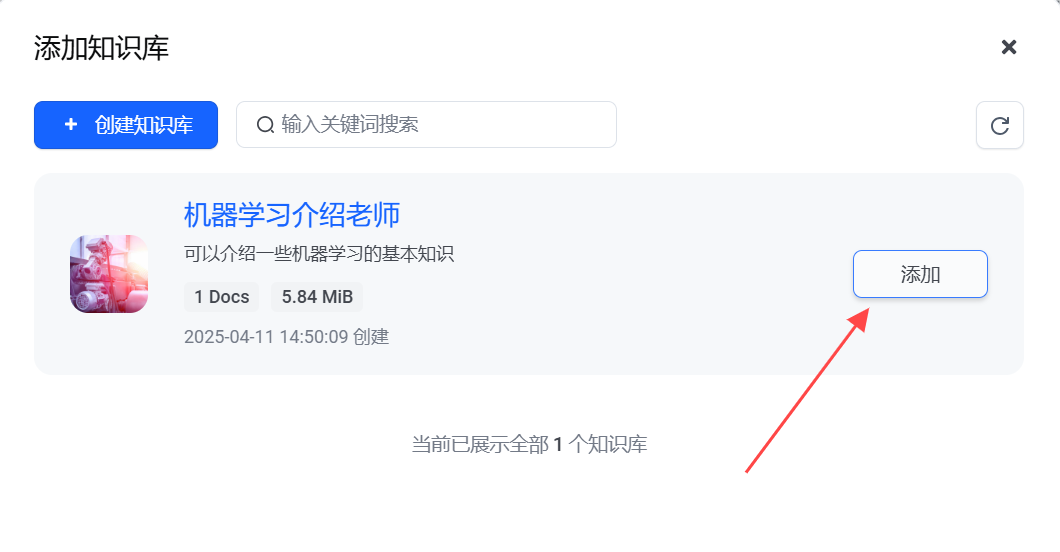 添加知识库
创建知识库
输入关键词搜索
机器学习介绍老师
可以介绍一些机器学习的基本知识
1 Docs 5.84 MiB
添加
2025-04-11 14:50:09 创建
当前已展示全部 1 个知识库